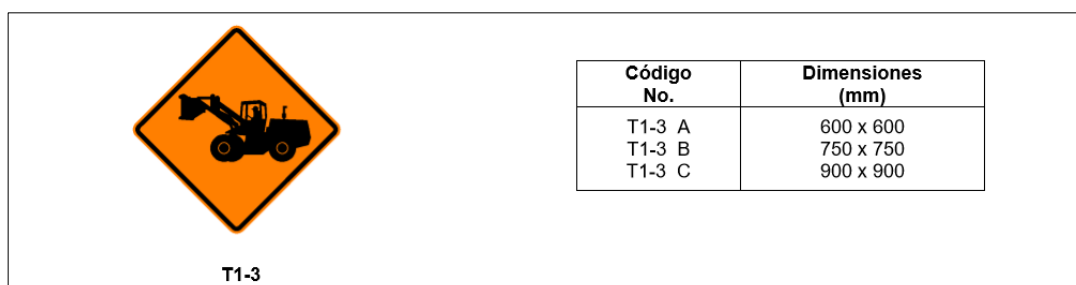 Código
No.
Dimensiones
(mm)
T1-3 A
600 x 600
T1-3 B
750 x 750
T1-3 C
900 x 900
T1-3